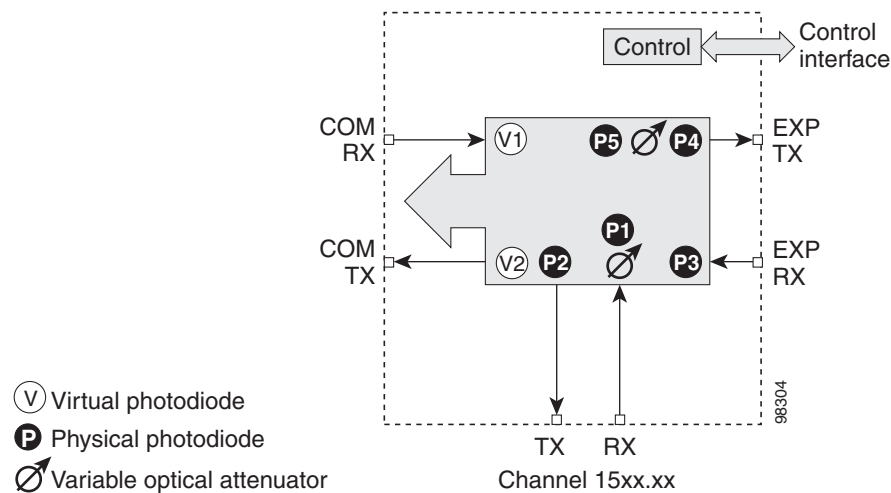 Control
Control
interface
COM
RX
V1
P5
P4
EXP
TX
P1
COM
TX
V2
P2
P3
EXP
RX
98304
V Virtual photodiode
P Physical photodiode
Variable optical attenuator
TX
RX
Channel 15xx.xx